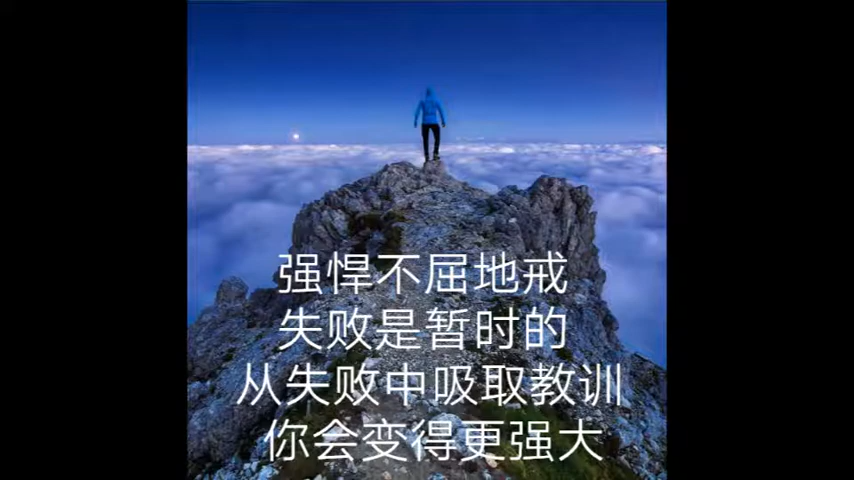 强悍不屈地戒
失败是暂时的
从失败中吸取教训
你会变得更强大